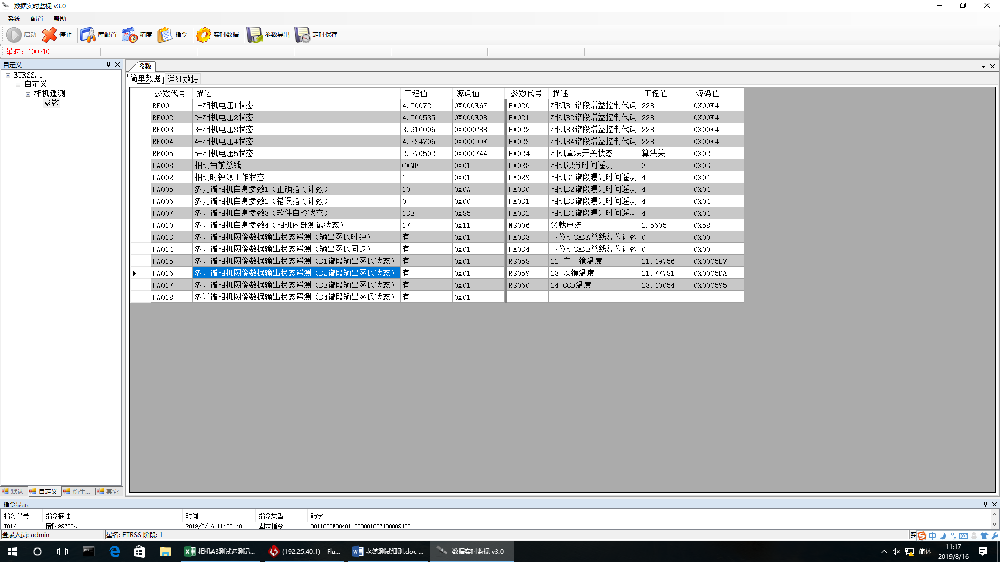 数据实时监视 v3.0
系统 配置 帮助
启动 停止 库配置 精度 指令 实时数据 参数导出 定时保存
星时：100210
自定义
ETRSS.1
自定义
相机遥测
参数
参数
简单数据 详细数据
参数代号 描述 工程值 源码值 参数代号 描述 工程值 源码值
RB001 1-相机电压1状态 4.500721 0X000E67 PA020 相机B1谱段增益控制代码 228 0X00E4
RB002 2-相机电压2状态 4.560535 0X000E98 PA021 相机B2谱段增益控制代码 228 0X00E4
RB003 3-相机电压3状态 3.916006 0X000C88 PA022 相机B3谱段增益控制代码 228 0X00E4
RB004 4-相机电压4状态 4.334706 0X000DDF PA023 相机B4谱段增益控制代码 228 0X00E4
RB005 5-相机电压5状态 2.270502 0X000744 PA024 相机算法开关状态 算法关 0X02
PA008 相机当前总线 CANB 0X01 PA028 相机积分时间遥测 3 0X03
PA002 相机时钟源工作状态 1 0X01 PA029 相机B1谱段曝光时间遥测 4 0X04
PA005 多光谱相机自身参数1（正确指令计数） 10 0X0A PA030 相机B2谱段曝光时间遥测 4 0X04
PA006 多光谱相机自身参数2（错误指令计数） 0 0X00 PA031 相机B3谱段曝光时间遥测 4 0X04
PA007 多光谱相机自身参数3（软件自检状态） 133 0X85 PA032 相机B4谱段曝光时间遥测 4 0X04
PA010 多光谱相机自身参数4（相机内部测试状态） 17 0X11 NS006 负载电流 2.5605 0X58
PA013 多光谱相机图像数据输出状态遥测（输出图像时钟） 有 0X01 PA033 下位机CANA总线复位计数 0 0X00
PA014 多光谱相机图像数据输出状态遥测（输出图像同步） 有 0X01 PA034 下位机CANB总线复位计数 0 0X00
PA015 多光谱相机图像数据输出状态遥测（B1谱段输出图像状态） 有 0X01 RS058 22-主三镜温度 21.49756 0X0005E7
PA016 多光谱相机图像数据输出状态遥测（B2谱段输出图像状态） 有 0X01 RS059 23-次镜温度 21.77781 0X0005DA
PA017 多光谱相机图像数据输出状态遥测（B3谱段输出图像状态） 有 0X01 RS060 24-CCD温度 23.40054 0X000595
PA018 多光谱相机图像数据输出状态遥测（B4谱段输出图像状态） 有 0X01
默认 自定义 衍生... 其它
指令显示
指令代号 指令描述 时间 指令类型 码字
T016 授时99700s 2019/8/16 11:08:48 固定指令 0011000F004011030001857400009428
登录人员: admin 星名: ETRSS 阶段: 1 实 中
相机A3测试遥测记... (192.25.40.1) - Fla... 老练测试细则.doc ... 数据实时监视 v3.0 简体 11:17
2019/8/16